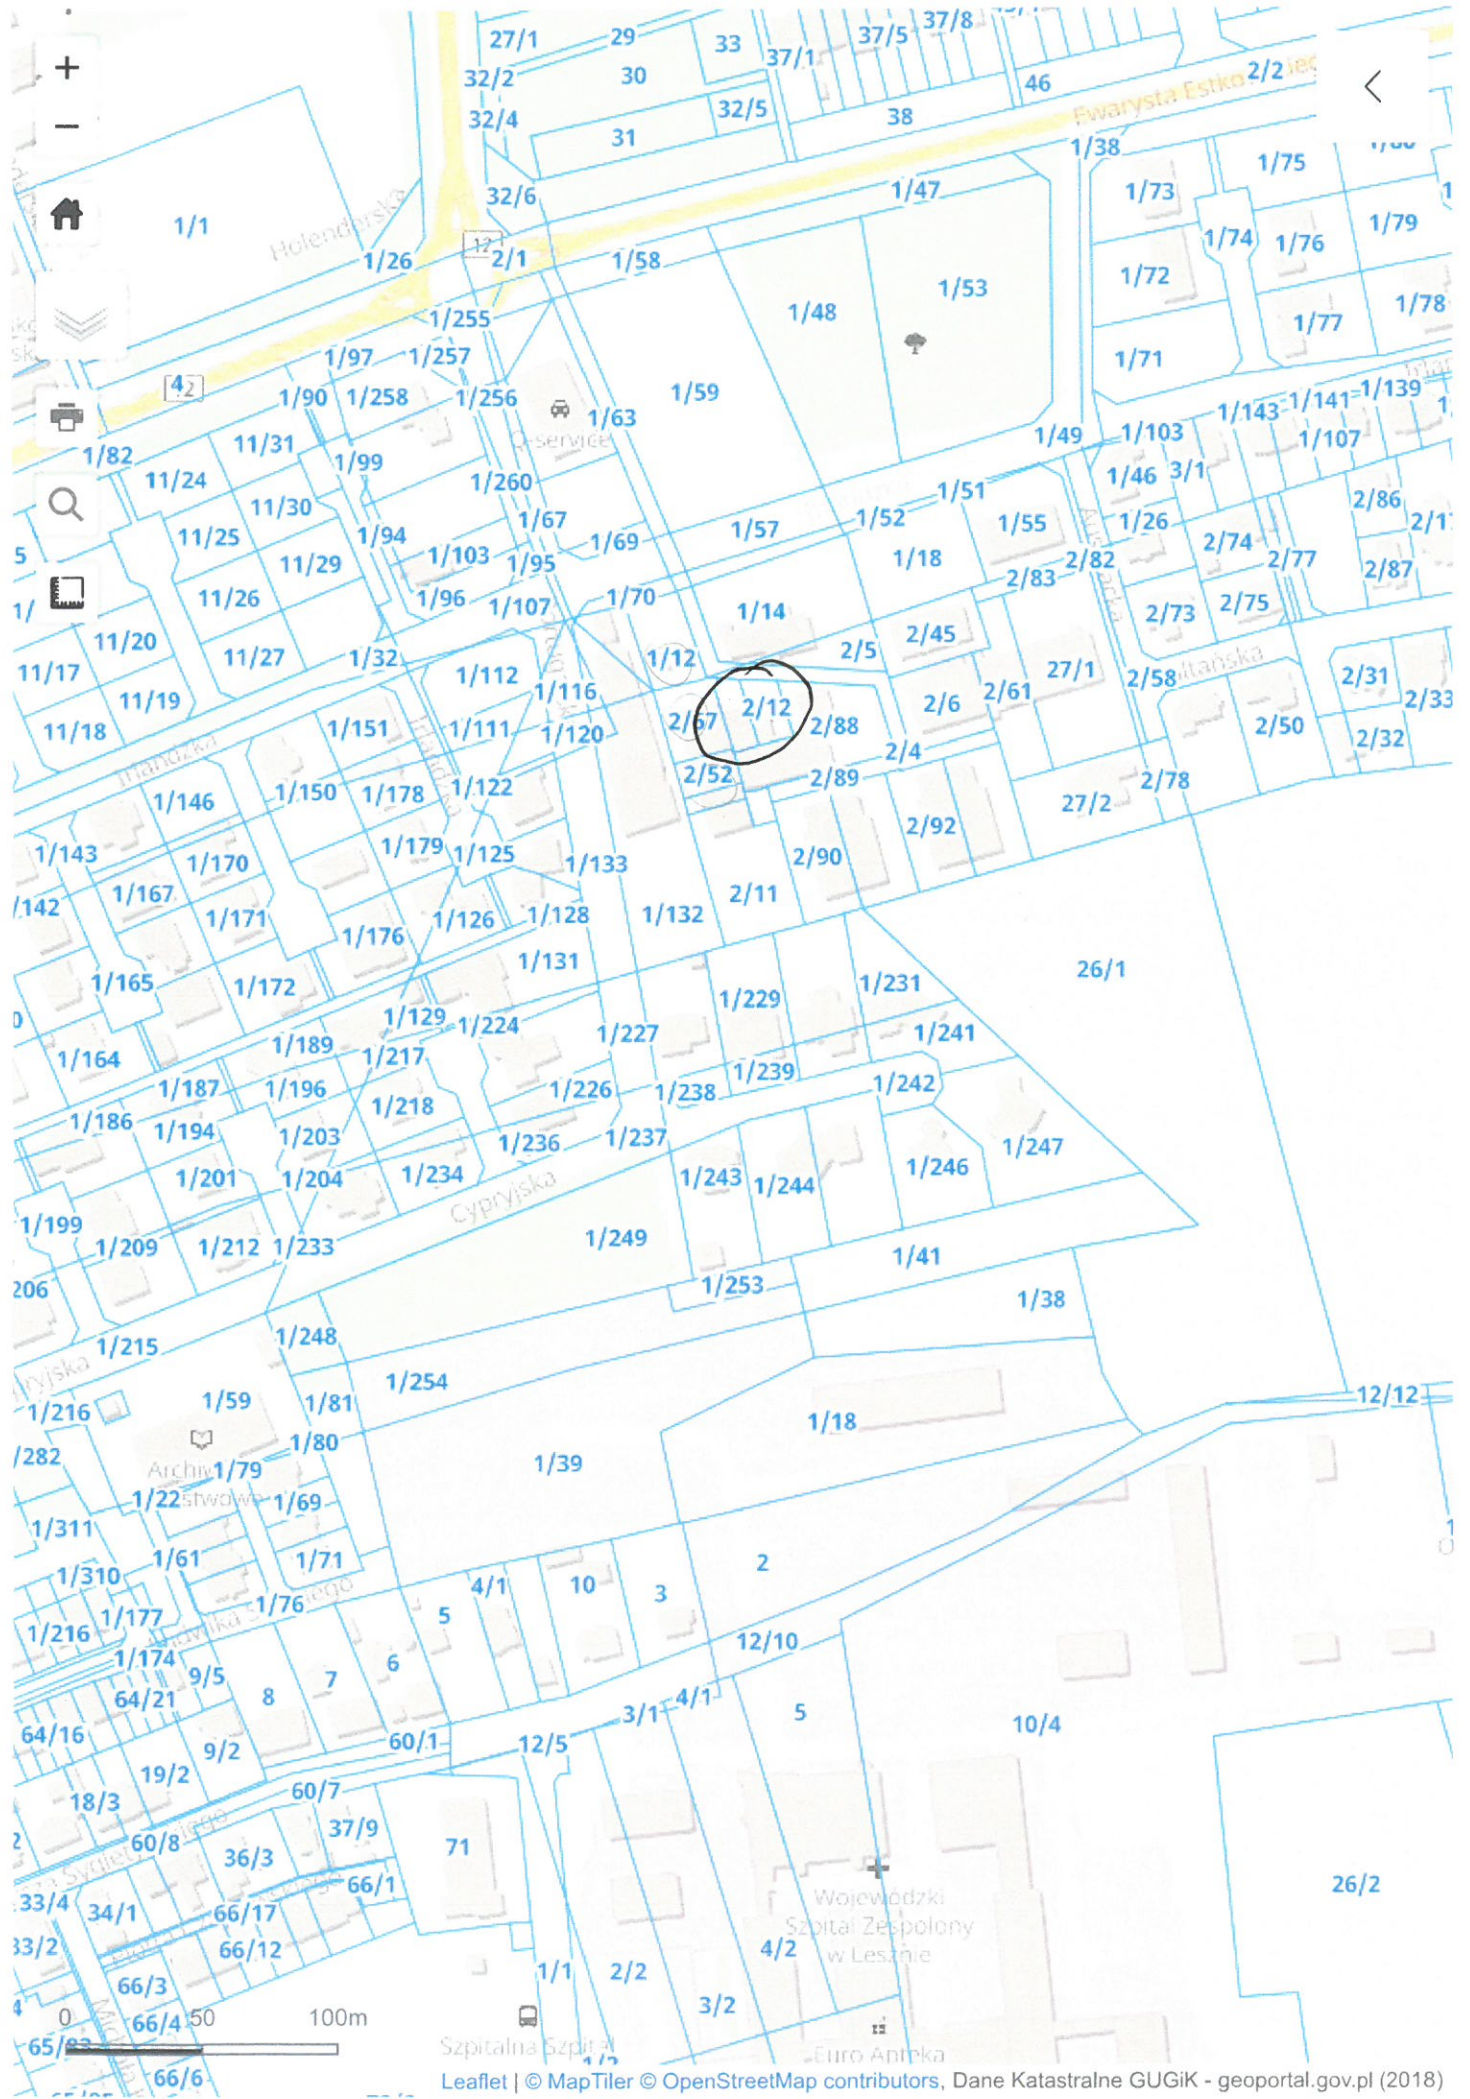 27/1 29 33 37/1 37/5 37/8
32/2 30 46 2/2
32/4 32/5 38
31 1/38
32/6 1/47 1/73 1/75
1/1 Holenderska 1/74 1/76 1/79
1/26 12 2/1 1/58 1/72
1/48 1/53 1/77 1/78
1/255 1/71
1/97 1/257
4 1/90 1/258 1/256 1/59 1/143 1/141 1/139
Q-service 1/63 1/49 1/103 1/107
1/82 11/31 1/99 1/46 3/1
11/24 1/260 1/51 2/86
11/30 1/67 1/57 1/52 1/55 1/26
11/25 1/94 1/69 2/74 2/77
11/29 1/103 1/95 1/18 2/83 2/82 2/87
11/26 1/96 1/107 1/70 1/14 2/73 2/75
11/20 11/27 1/32 1/12 2/5 2/45
11/17 11/19 1/112 1/116 27/1 2/58 2/31
11/18 1/151 1/111 1/120 2/67 2/12 2/88 2/6 2/61 2/50 2/33
Irlandzka 2/52 2/89 2/4 2/32
1/146 1/150 1/178 1/122 27/2 2/78
1/143 1/170 1/179 1/125 1/133 2/90 2/92
1/167 1/171 1/126 1/128 1/132 2/11
1/176
1/165 1/172 1/131 1/229 1/231 26/1
1/164 1/189 1/129 1/224 1/227 1/241
1/187 1/196 1/217 1/226 1/238 1/239 1/242
1/186 1/194 1/203 1/218 1/236 1/237
1/201 1/204 1/234 1/243 1/244 1/246 1/247
1/199 Cypryjska
1/209 1/212 1/233 1/249 1/41
206 1/253 1/38
1/215 1/248
1/254
1/216 1/59 1/81 1/18 12/12
1/80
1/79 1/39
1/22 1/69
1/311 1/61 1/71 2
1/310 1/76 4/1 10 3
1/177 5
1/216 12/10
1/174 9/5 7 6
64/21 8 3/1 4/1 5 10/4
64/16 9/2 60/1 12/5
19/2
18/3 60/7
60/8 37/9 71
36/3
33/4 34/1 66/17 66/1 Wojewódzki 26/2
33/2 66/12 Szpital Zespolony
w Lesznie
66/3 1/1 2/2 4/2
0 50 100m 66/4 3/2
Szpitalna Szpital Euro Apteka
66/6
Leaflet | © MapTiler © OpenStreetMap contributors, Dane Katastralne GUGiK - geoportal.gov.pl (2018)